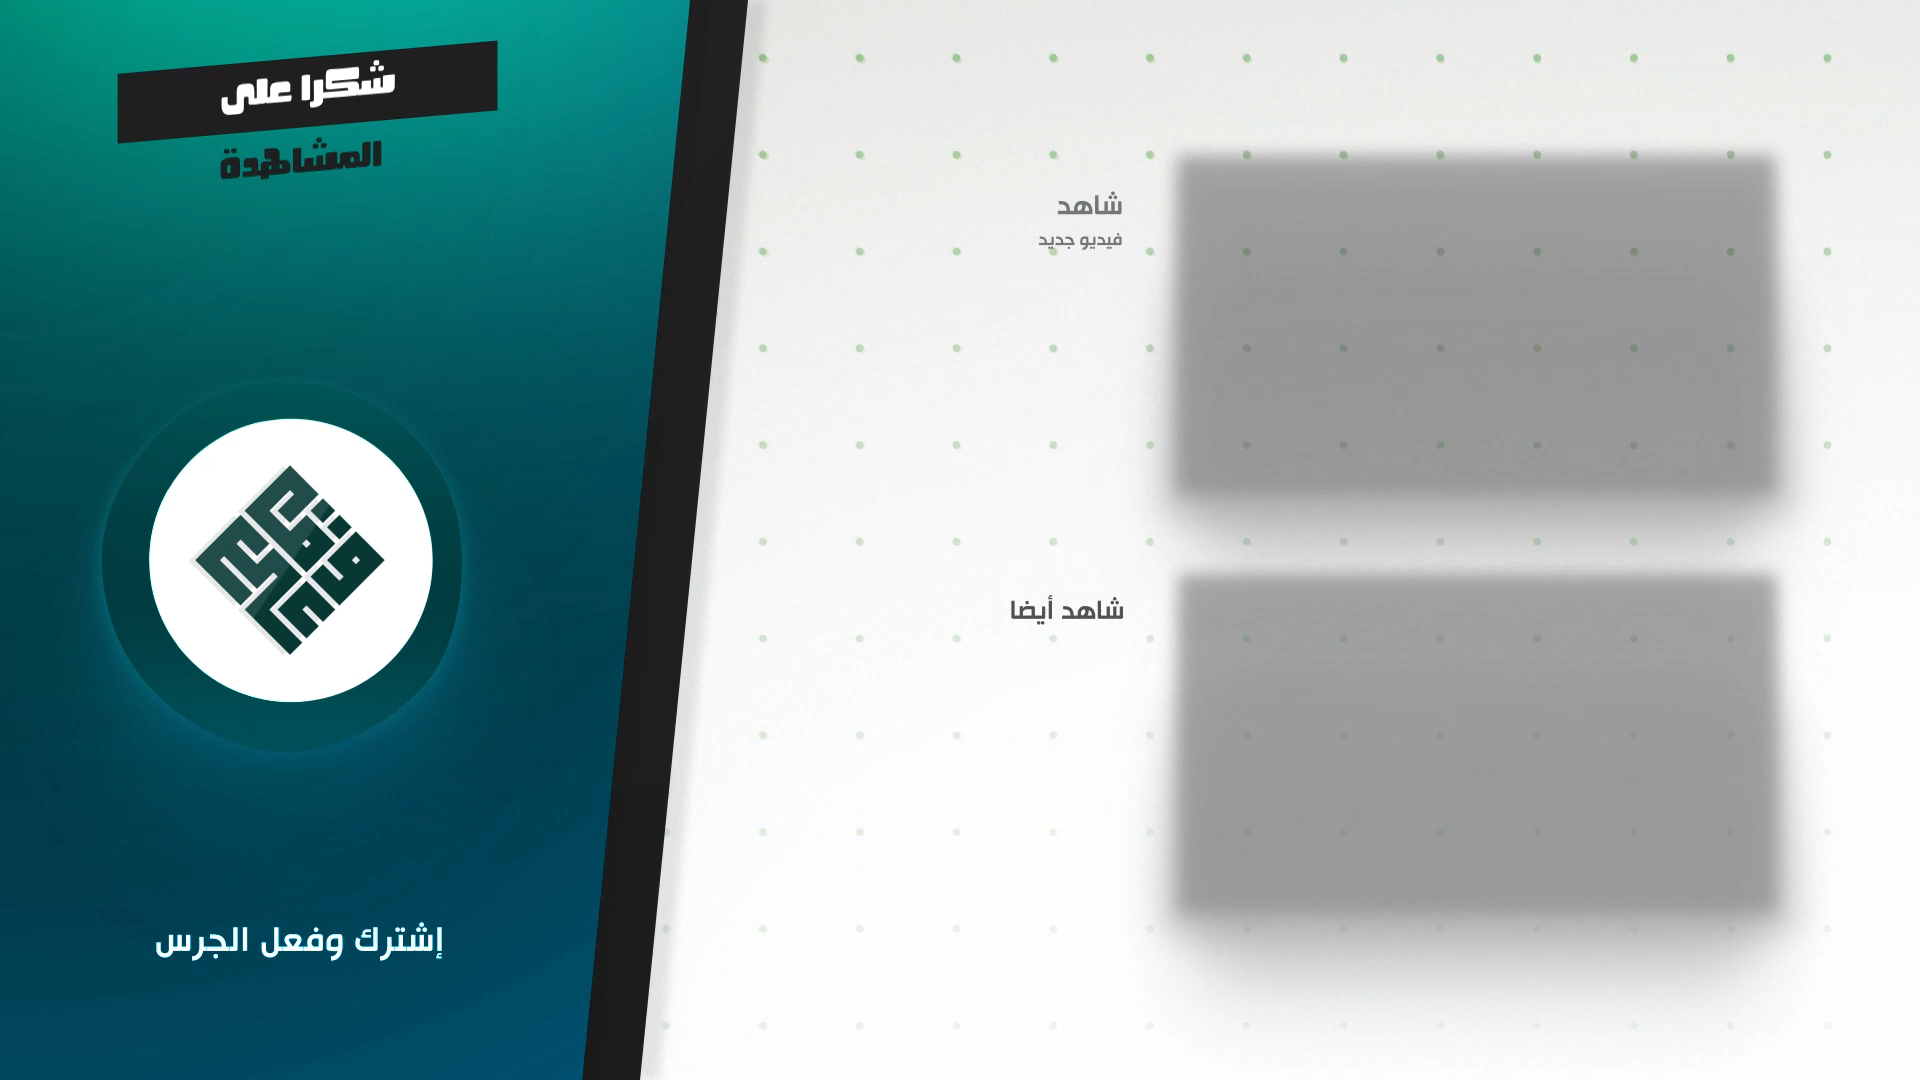 شكرا على
المشاهدة
شاهد
فيديو جديد
شاهد أيضا
إشترك وفعل الجرس